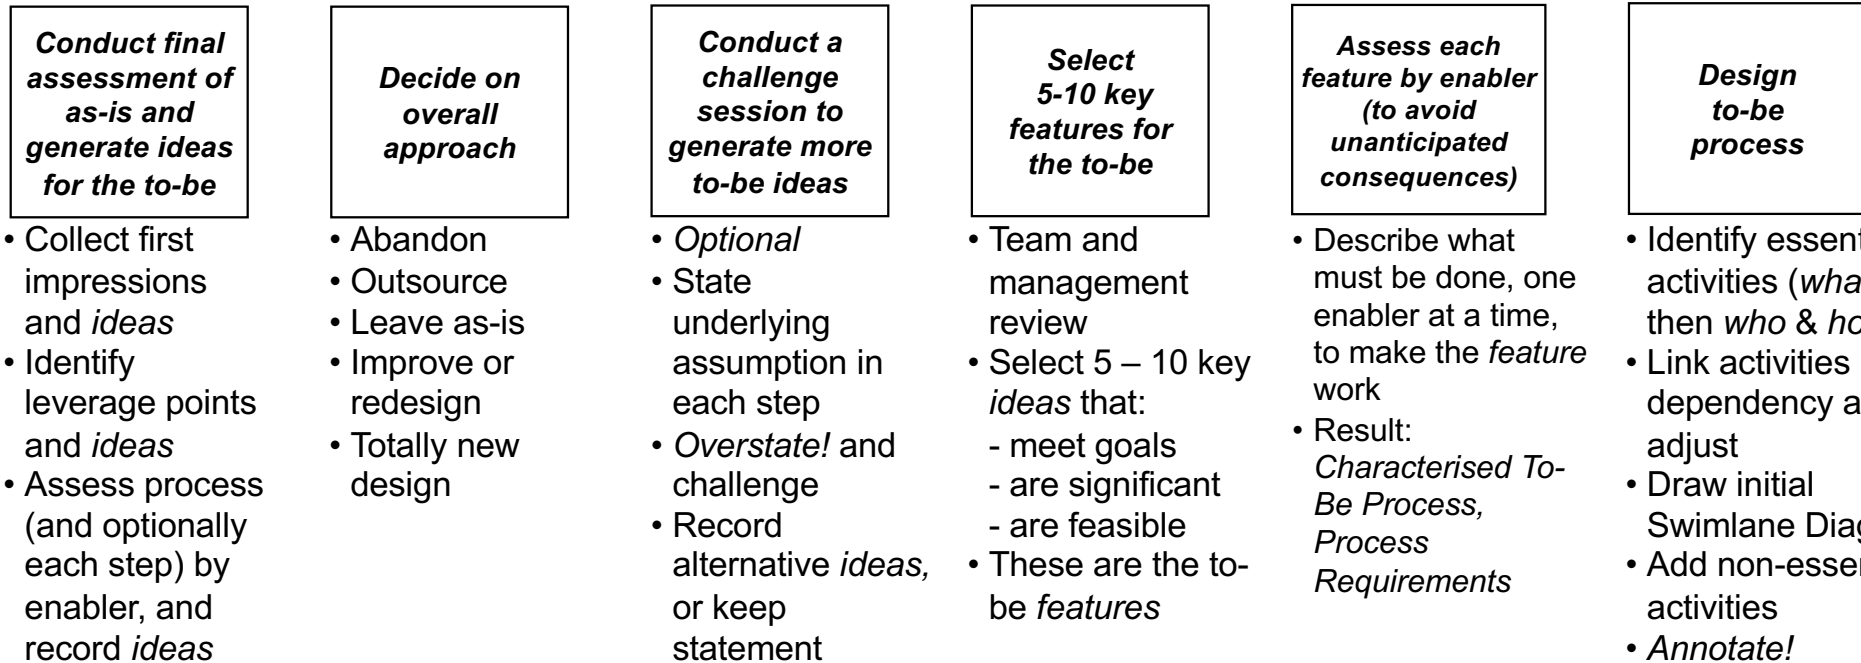 Conduct final
assessment of
as-is and
generate ideas
for the to-be
• Collect first
impressions
and ideas
• Identify
leverage points
and ideas
• Assess process
(and optionally
each step) by
enabler, and
record ideas
Decide on
overall
approach
• Abandon
• Outsource
• Leave as-is
• Improve or
redesign
• Totally new
design
Conduct a
challenge
session to
generate more
to-be ideas
• Optional
• State
underlying
assumption in
each step
• Overstate! and
challenge
• Record
alternative ideas,
or keep
statement
Select
5-10 key
features for
the to-be
• Team and
management
review
• Select 5 – 10 key
ideas that:
- meet goals
- are significant
- are feasible
• These are the to-
be features
Assess each
feature by enabler
(to avoid
unanticipated
consequences)
• Describe what
must be done, one
enabler at a time,
to make the feature
work
• Result:
Characterised To-
Be Process,
Process
Requirements
Design
to-be
process
• Identify
activities
then who &
• Link activities
dependency
adjust
• Draw initial
Swimlane
• Add
activities
• Annotate!